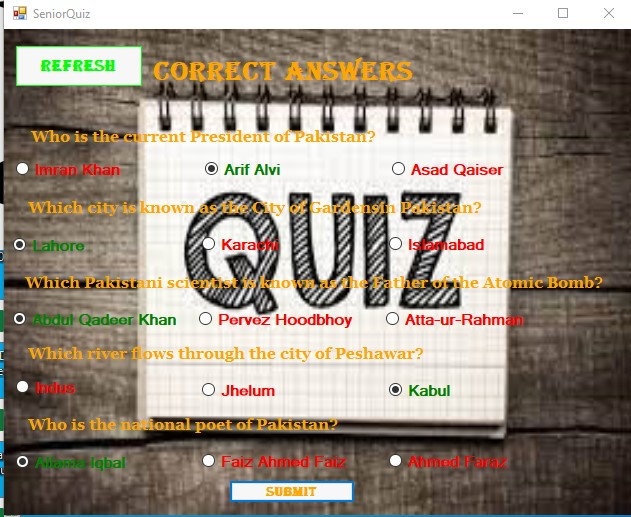 SeniorQuiz
REFRESH
CORRECT ANSWERS
Who is the current President of Pakistan?
Imran Khan Arif Alvi Asad Qaiser
Which city is known as the City of Gardensin Pakistan?
Lahore Karachi Islamabad
QUIZ
Which Pakistani scientist is known as the Father of the Atomic Bomb?
Abdul Qadeer Khan Pervez Hoodbhoy Atta-ur-Rahman
Which river flows through the city of Peshawar?
Indus Jhelum Kabul
Who is the national poet of Pakistan?
Allama Iqbal Faiz Ahmed Faiz Ahmed Faraz
SUBMIT